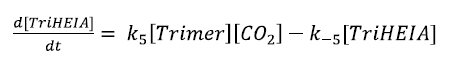 d[TriHEIA]/dt = k₅[Trimer][CO₂] − k₋₅[TriHEIA]